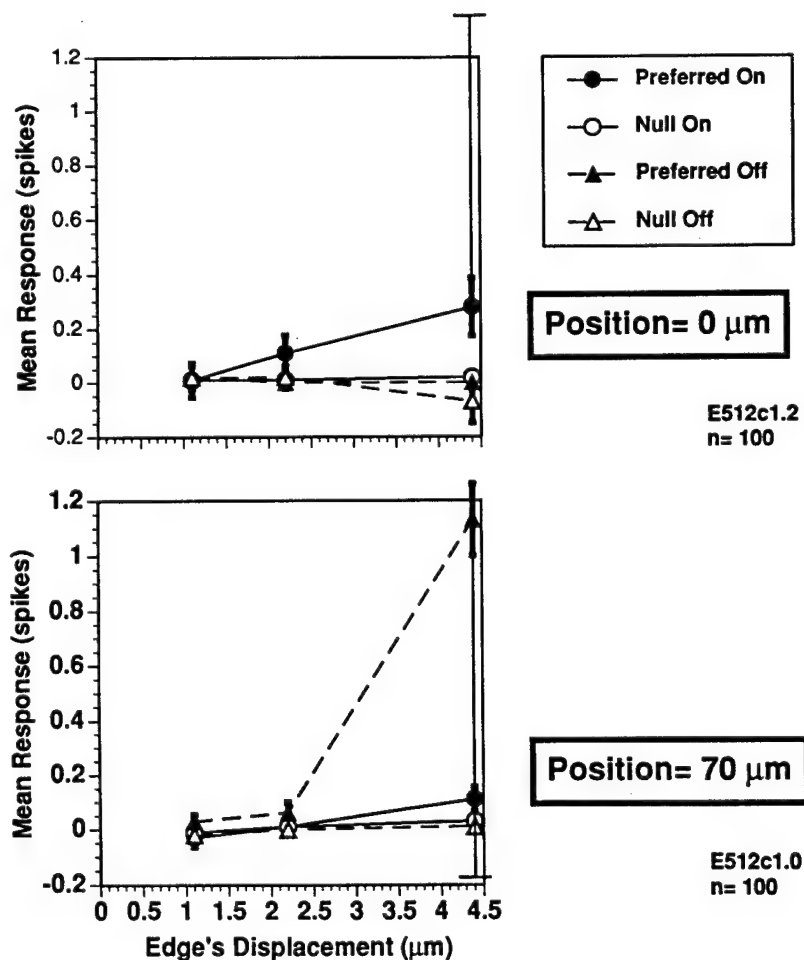 1.2
1
0.8
0.6
0.4
0.2
0
-0.2
Mean Response (spikes)
Preferred On
Null On
Preferred Off
Null Off
Position= 0 μm
E512c1.2
n= 100
1.2
1
0.8
0.6
0.4
0.2
0
-0.2
Mean Response (spikes)
Position= 70 μm
E512c1.0
n= 100
0 0.5 1 1.5 2 2.5 3 3.5 4 4.5
Edge's Displacement (μm)